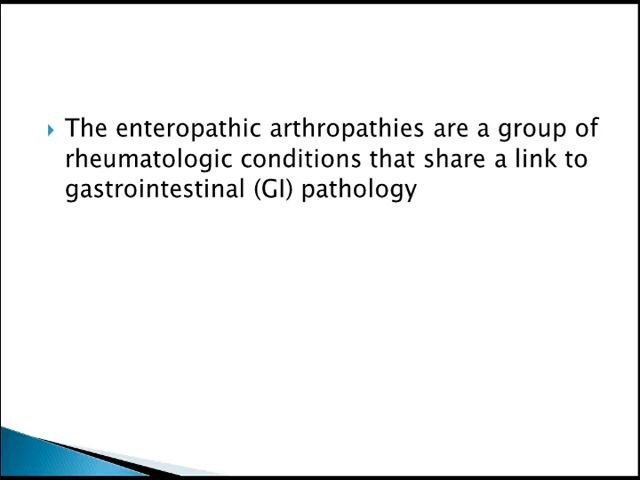 The enteropathic arthropathies are a group of
rheumatologic conditions that share a link to
gastrointestinal (GI) pathology